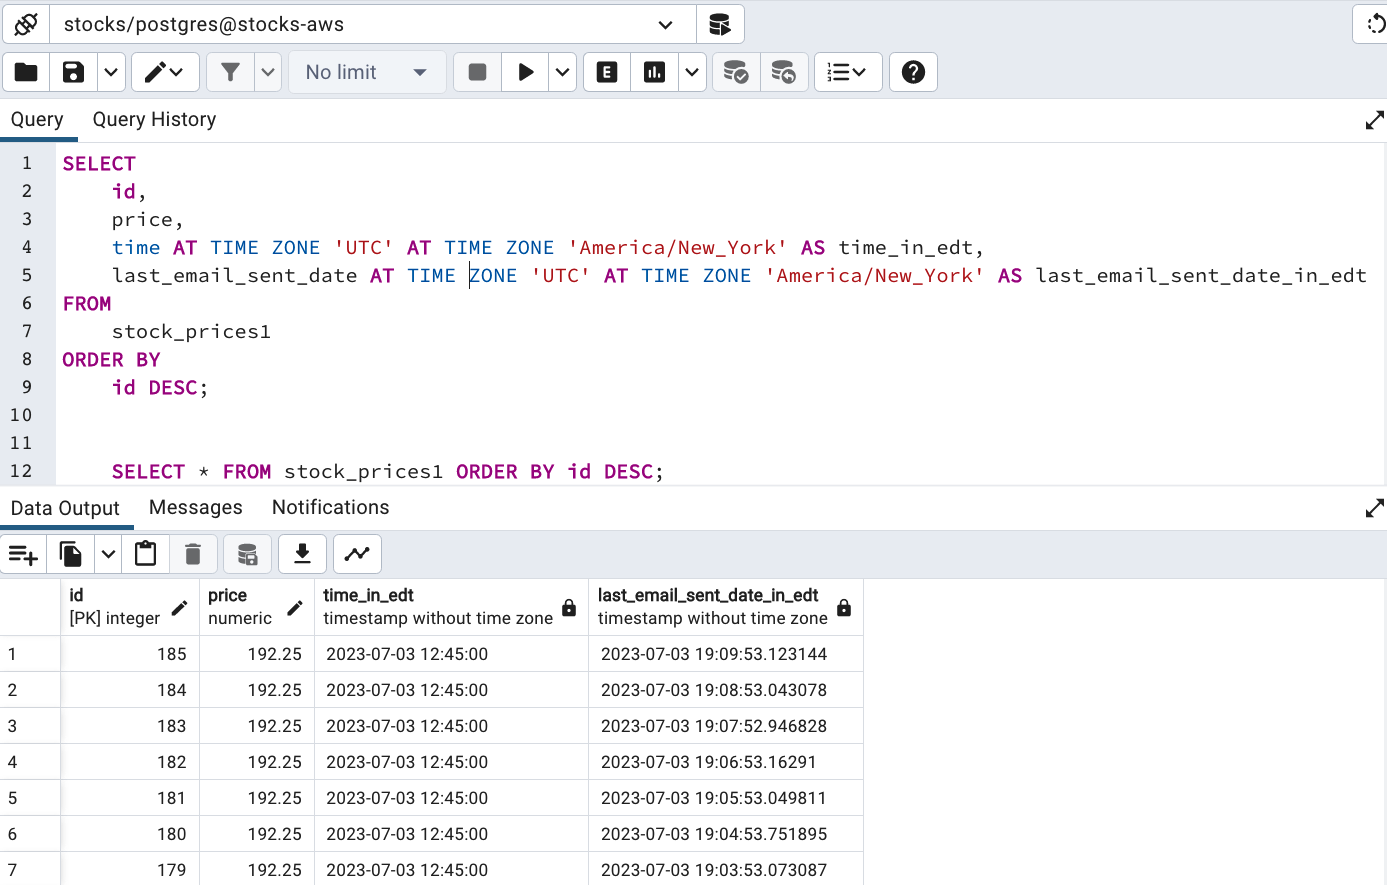 stocks/postgres@stocks-aws
No limit
E
Query Query History
1 SELECT
2 id,
3 price,
4 time AT TIME ZONE 'UTC' AT TIME ZONE 'America/New_York' AS time_in_edt,
5 last_email_sent_date AT TIME ZONE 'UTC' AT TIME ZONE 'America/New_York' AS last_email_sent_date_in_edt
6 FROM
7 stock_prices1
8 ORDER BY
9 id DESC;
10
11
12 SELECT * FROM stock_prices1 ORDER BY id DESC;
Data Output Messages Notifications
id price time_in_edt last_email_sent_date_in_edt
[PK] integer numeric timestamp without time zone timestamp without time zone
1 185 192.25 2023-07-03 12:45:00 2023-07-03 19:09:53.123144
2 184 192.25 2023-07-03 12:45:00 2023-07-03 19:08:53.043078
3 183 192.25 2023-07-03 12:45:00 2023-07-03 19:07:52.946828
4 182 192.25 2023-07-03 12:45:00 2023-07-03 19:06:53.16291
5 181 192.25 2023-07-03 12:45:00 2023-07-03 19:05:53.049811
6 180 192.25 2023-07-03 12:45:00 2023-07-03 19:04:53.751895
7 179 192.25 2023-07-03 12:45:00 2023-07-03 19:03:53.073087